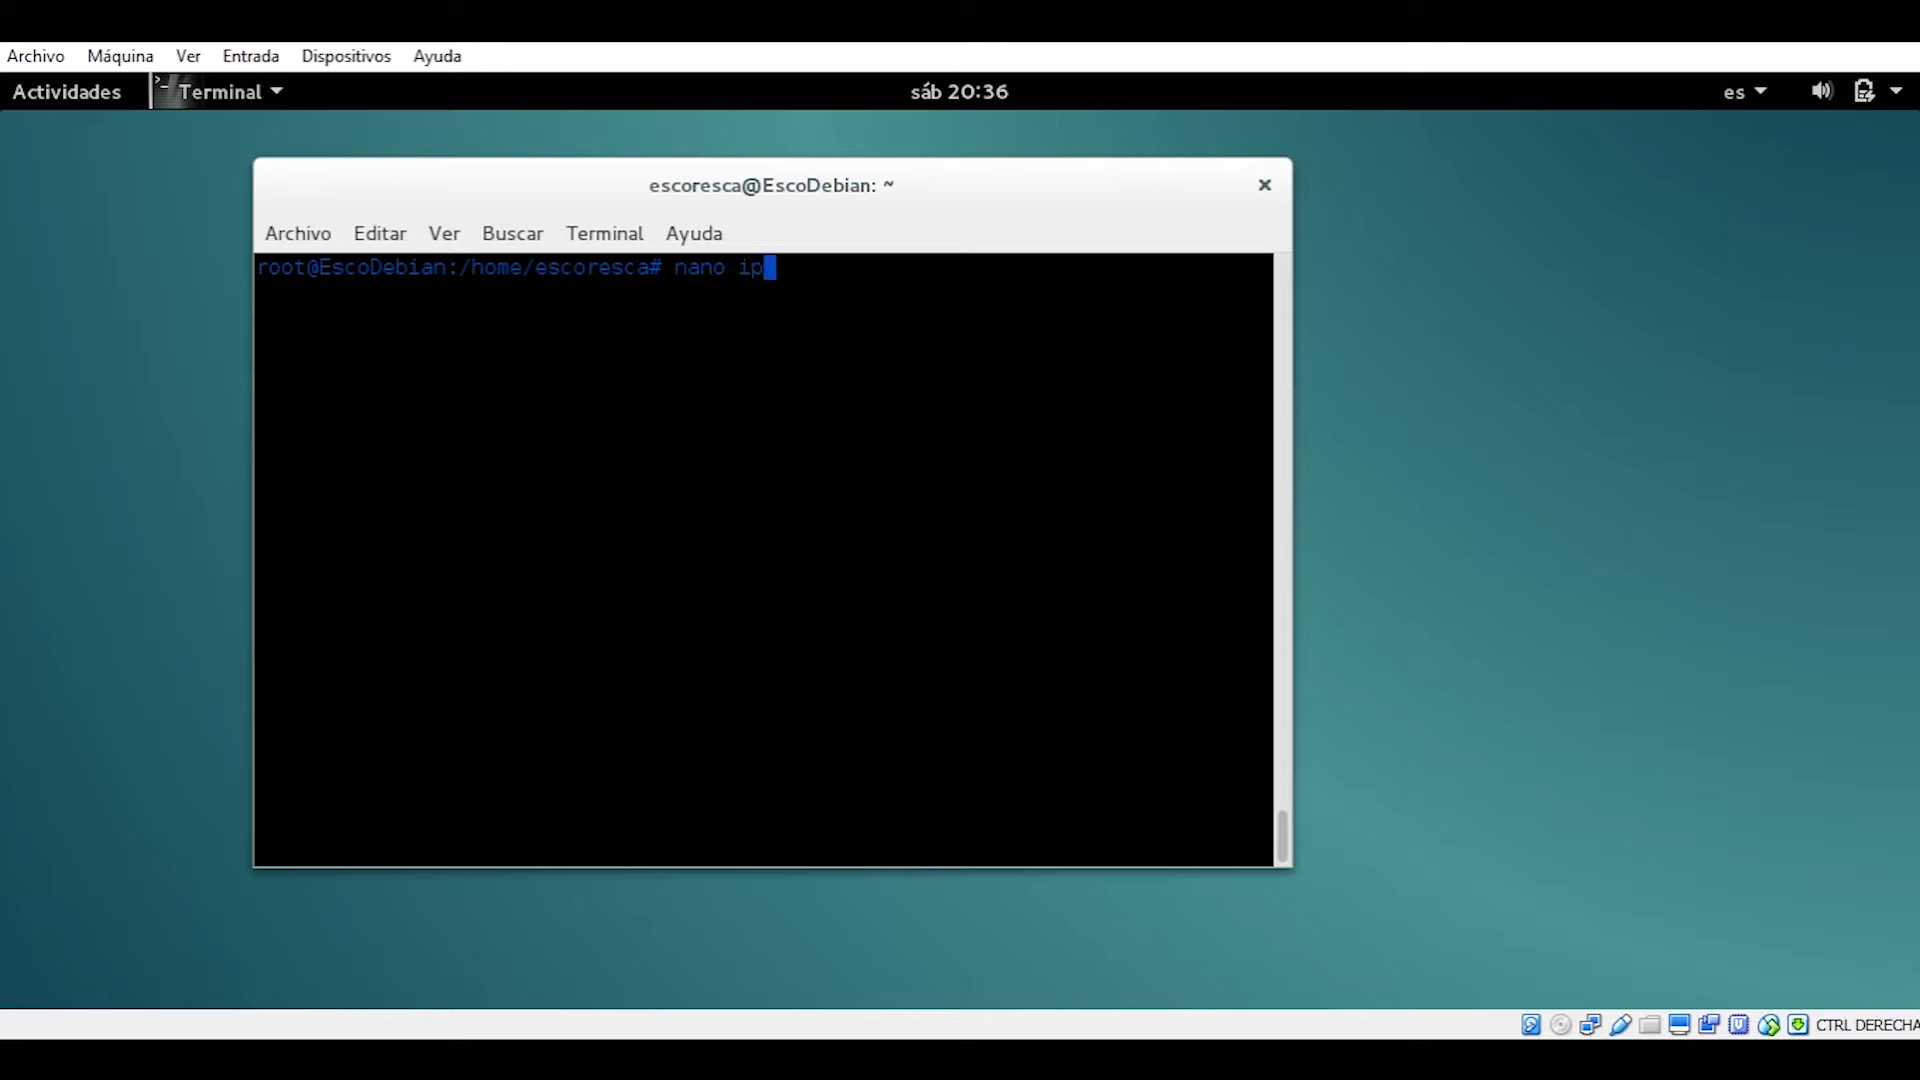 Archivo Máquina Ver Entrada Dispositivos Ayuda
Actividades Terminal sáb 20:36 es
escoresca@EscoDebian: ~
Archivo Editar Ver Buscar Terminal Ayuda
root@EscoDebian:/home/escoresca# nano ip
CTRL DERECHA